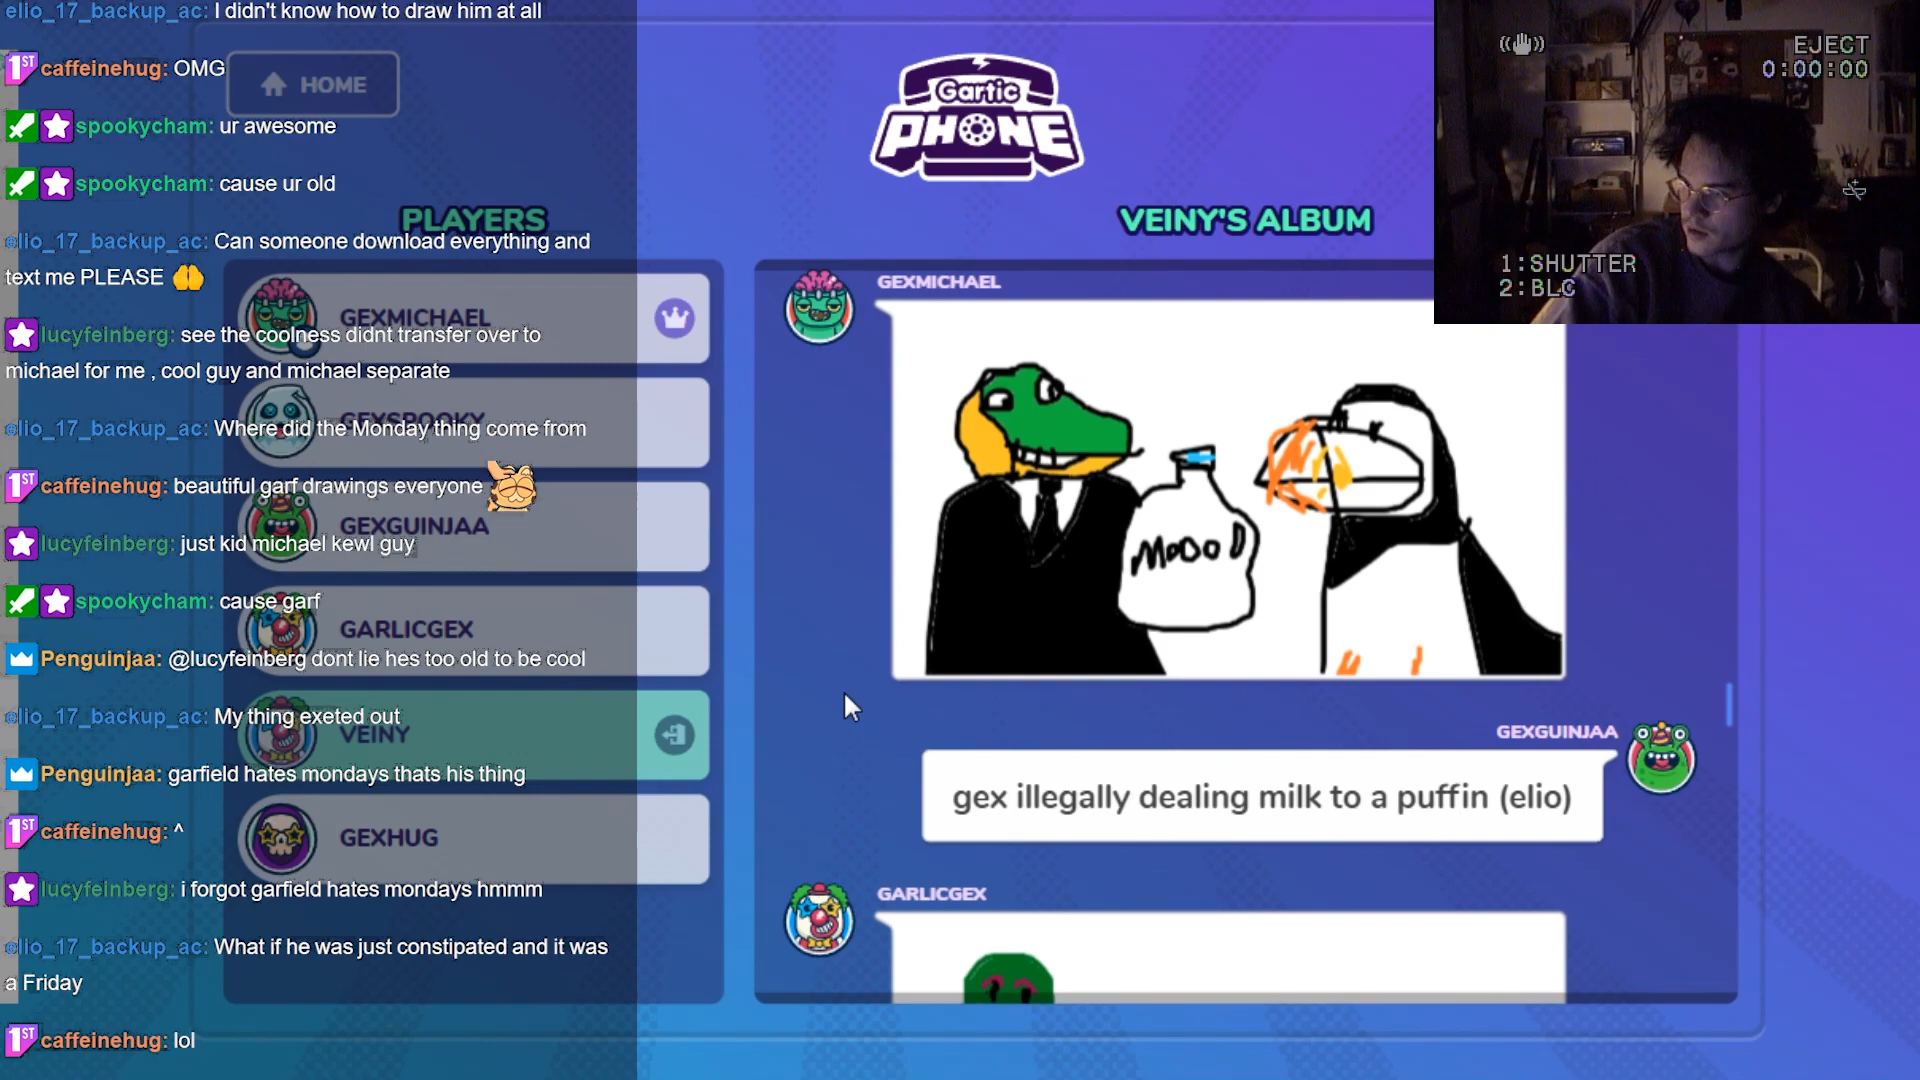 elio_17_backup_ac: I didn't know how to draw him at all
1ST caffeinehug: OMG
spookycham: ur awesome
spookycham: cause ur old
elio_17_backup_ac: Can someone download everything and
text me PLEASE
lucyfeinberg: see the coolness didnt transfer over to
michael for me , cool guy and michael separate
elio_17_backup_ac: Where did the Monday thing come from
1ST caffeinehug: beautiful garf drawings everyone
lucyfeinberg: just kid michael kewl guy
spookycham: cause garf
Penguinjaa: @lucyfeinberg dont lie hes too old to be cool
elio_17_backup_ac: My thing exeted out
Penguinjaa: garfield hates mondays thats his thing
1ST caffeinehug: ^
lucyfeinberg: i forgot garfield hates mondays hmmm
elio_17_backup_ac: What if he was just constipated and it was
a Friday
1ST caffeinehug: lol
HOME
PLAYERS
GEXMICHAEL
GEXSPOOKY
GEXGUINJAA
GARLICGEX
VEINY
GEXHUG
Gartic
PHONE
VEINY'S ALBUM
GEXMICHAEL
MOOO
GEXGUINJAA
gex illegally dealing milk to a puffin (elio)
GARLICGEX
EJECT
0:00:00
1:SHUTTER
2:BLC